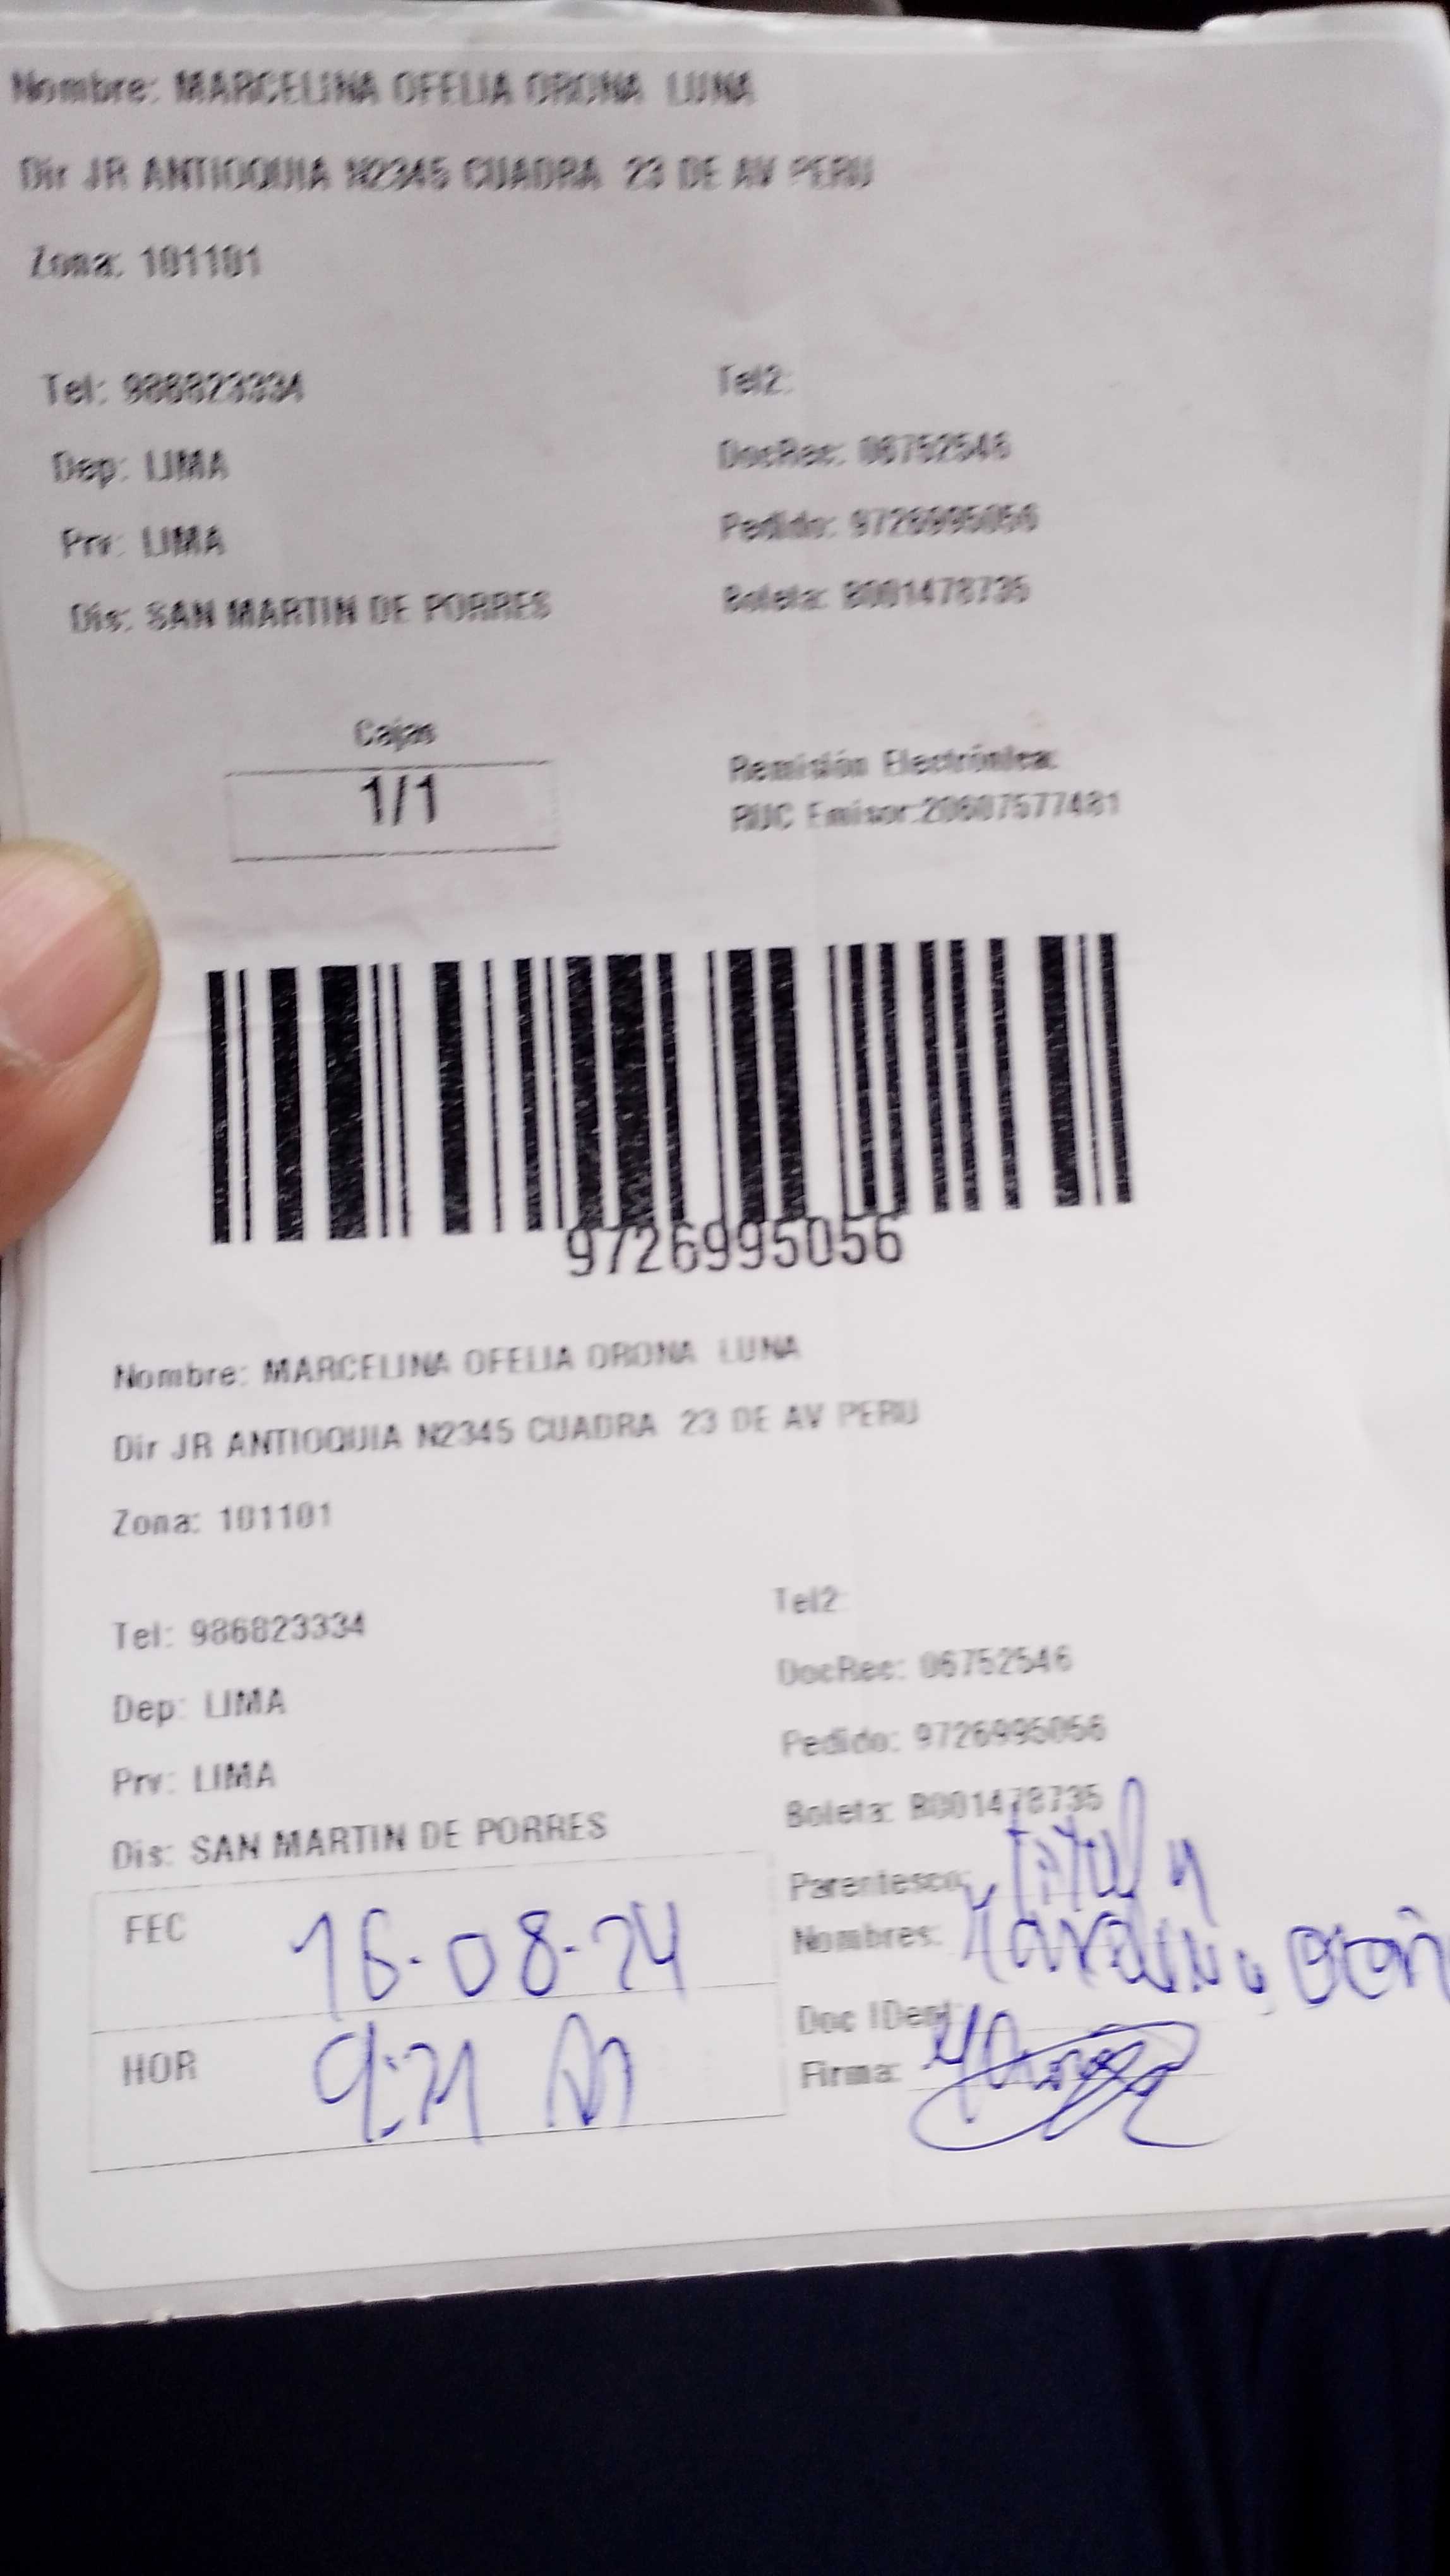 Nombre: MARCELINA OFELIA ORONA LUNA
Dir JR ANTIOQUIA N2345 CUADRA 23 DE AV PERU
Zona: 101101
Tel: 986823334
Tel2:
Dep: LIMA
DocRec: 06752546
Prv: LIMA
Pedido: 9726995056
Dis: SAN MARTIN DE PORRES
Boleta: B001478735
Cajas
1/1
Remisión Electrónica:
RUC Emisor:20607577481
9726995056
Nombre: MARCELINA OFELIA ORONA LUNA
Dir JR ANTIOQUIA N2345 CUADRA 23 DE AV PERU
Zona: 101101
Tel: 986823334
Tel2:
Dep: LIMA
DocRec: 06752546
Prv: LIMA
Pedido: 9726995056
Dis: SAN MARTIN DE PORRES
Boleta: B001478735
Parentesco:
FEC 16-08-24
Nombres:
Doc IDent:
HOR 9:21
Firma: